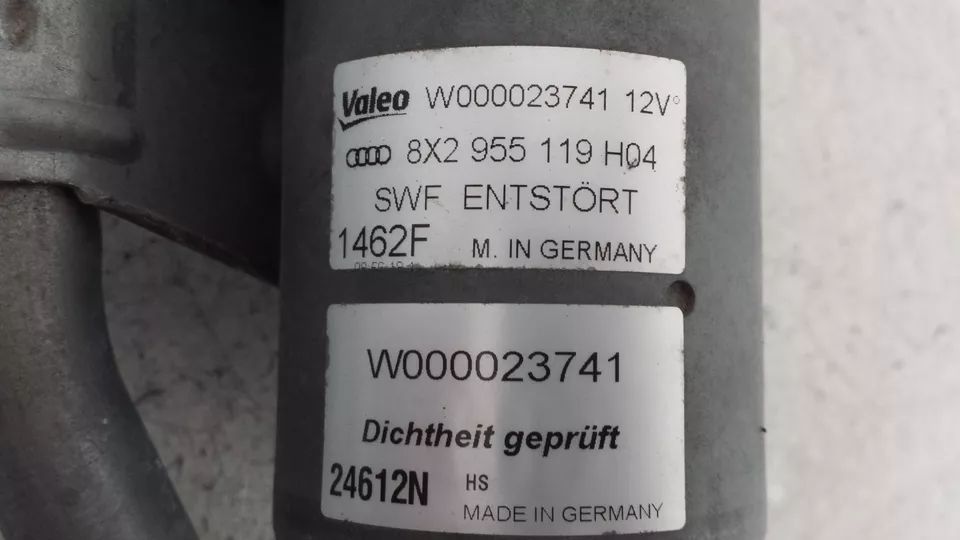 Valeo W000023741 12V
8X2 955 119 H04
SWF ENTSTÖRT
1462F M. IN GERMANY
W000023741
Dichtheit geprüft
24612N HS
MADE IN GERMANY